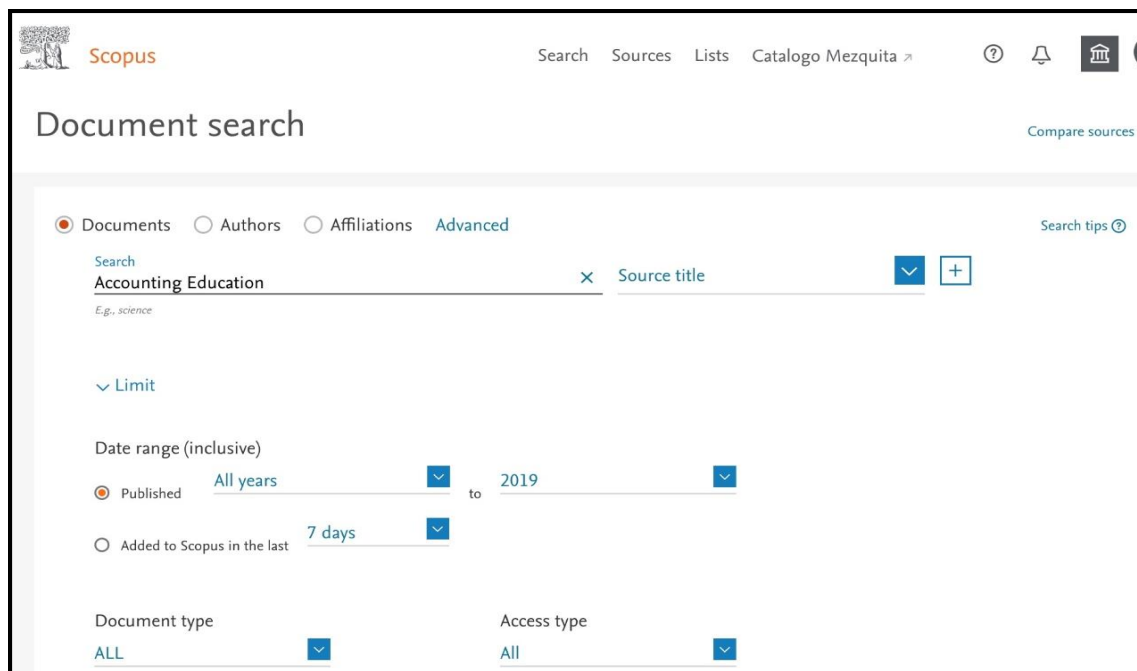 Scopus
Search Sources Lists Catalogo Mezquita
Document search
Compare sources
Documents Authors Affiliations Advanced
Search tips
Search
Accounting Education
Source title
E.g., science
Limit
Date range (inclusive)
Published All years to 2019
Added to Scopus in the last 7 days
Document type Access type
ALL All